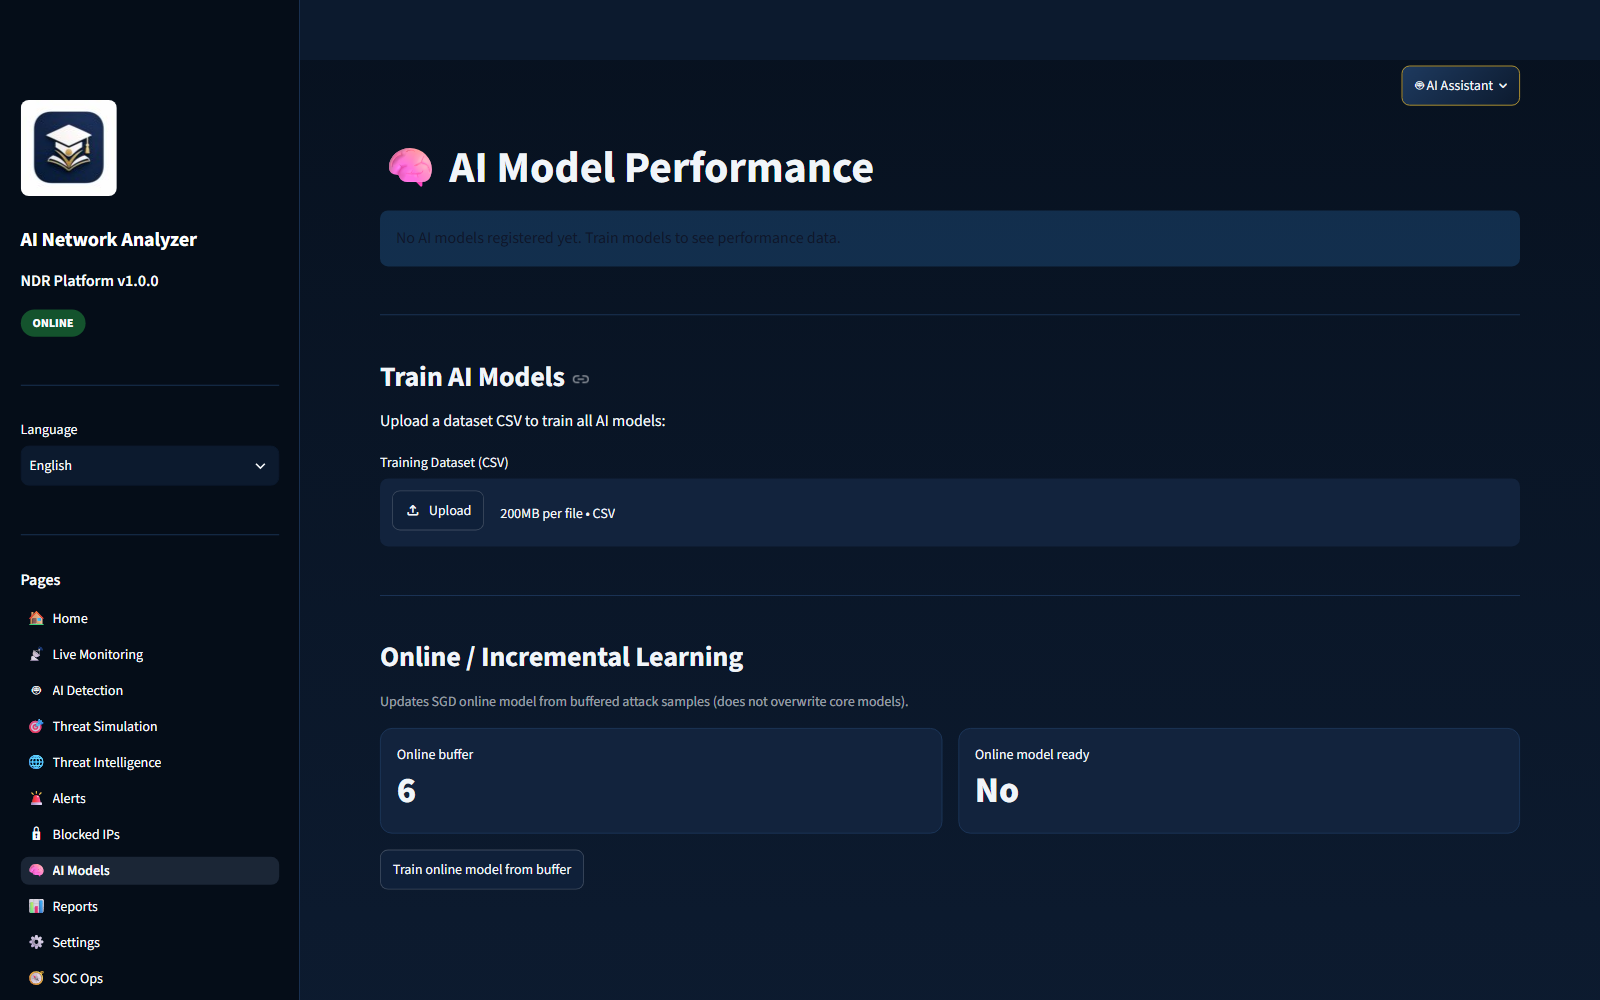 AI Network Analyzer
NDR Platform v1.0.0
ONLINE
Language
English
Pages
Home
Live Monitoring
AI Detection
Threat Simulation
Threat Intelligence
Alerts
Blocked IPs
AI Models
Reports
Settings
SOC Ops
AI Assistant
AI Model Performance
No AI models registered yet. Train models to see performance data.
Train AI Models
Upload a dataset CSV to train all AI models:
Training Dataset (CSV)
Upload
200MB per file • CSV
Online / Incremental Learning
Updates SGD online model from buffered attack samples (does not overwrite core models).
Online buffer
6
Online model ready
No
Train online model from buffer